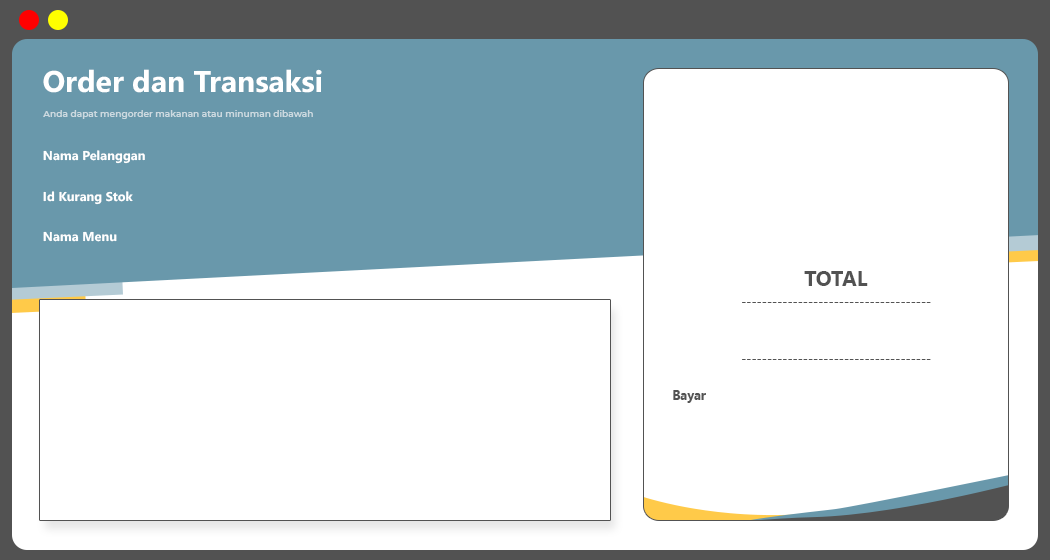 Order dan Transaksi
Anda dapat mengorder makanan atau minuman dibawah
Nama Pelanggan
Id Kurang Stok
Nama Menu
TOTAL
Bayar